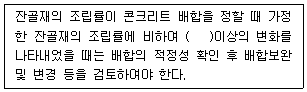 잔골재의 조립률이 콘크리트 배합을 정할 때 가정
한 잔골재의 조립률에 비하여 (   )이상의 변화를
나타내었을 때는 배합의 적정성 확인 후 배합보완
및 변경 등을 검토하여야 한다.